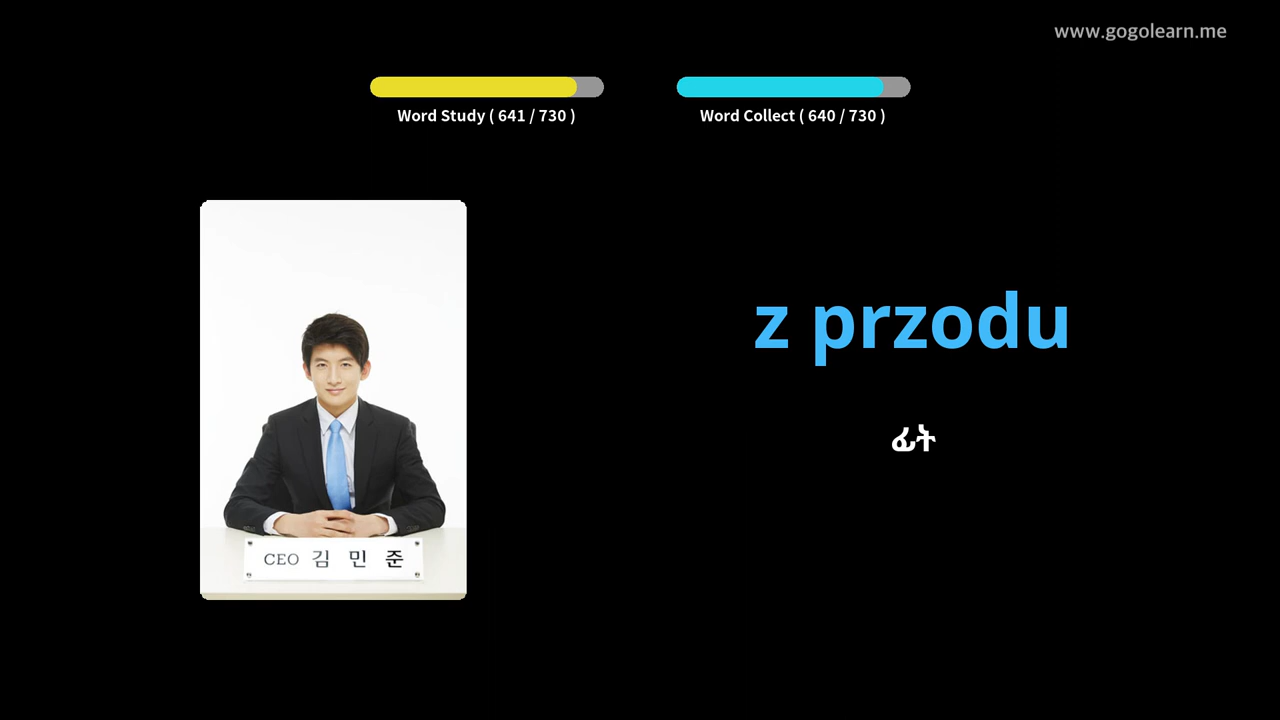 www.gogolearn.me
Word Study ( 641 / 730 )
Word Collect ( 640 / 730 )
z przodu
ፊት
CEO 김 민 준